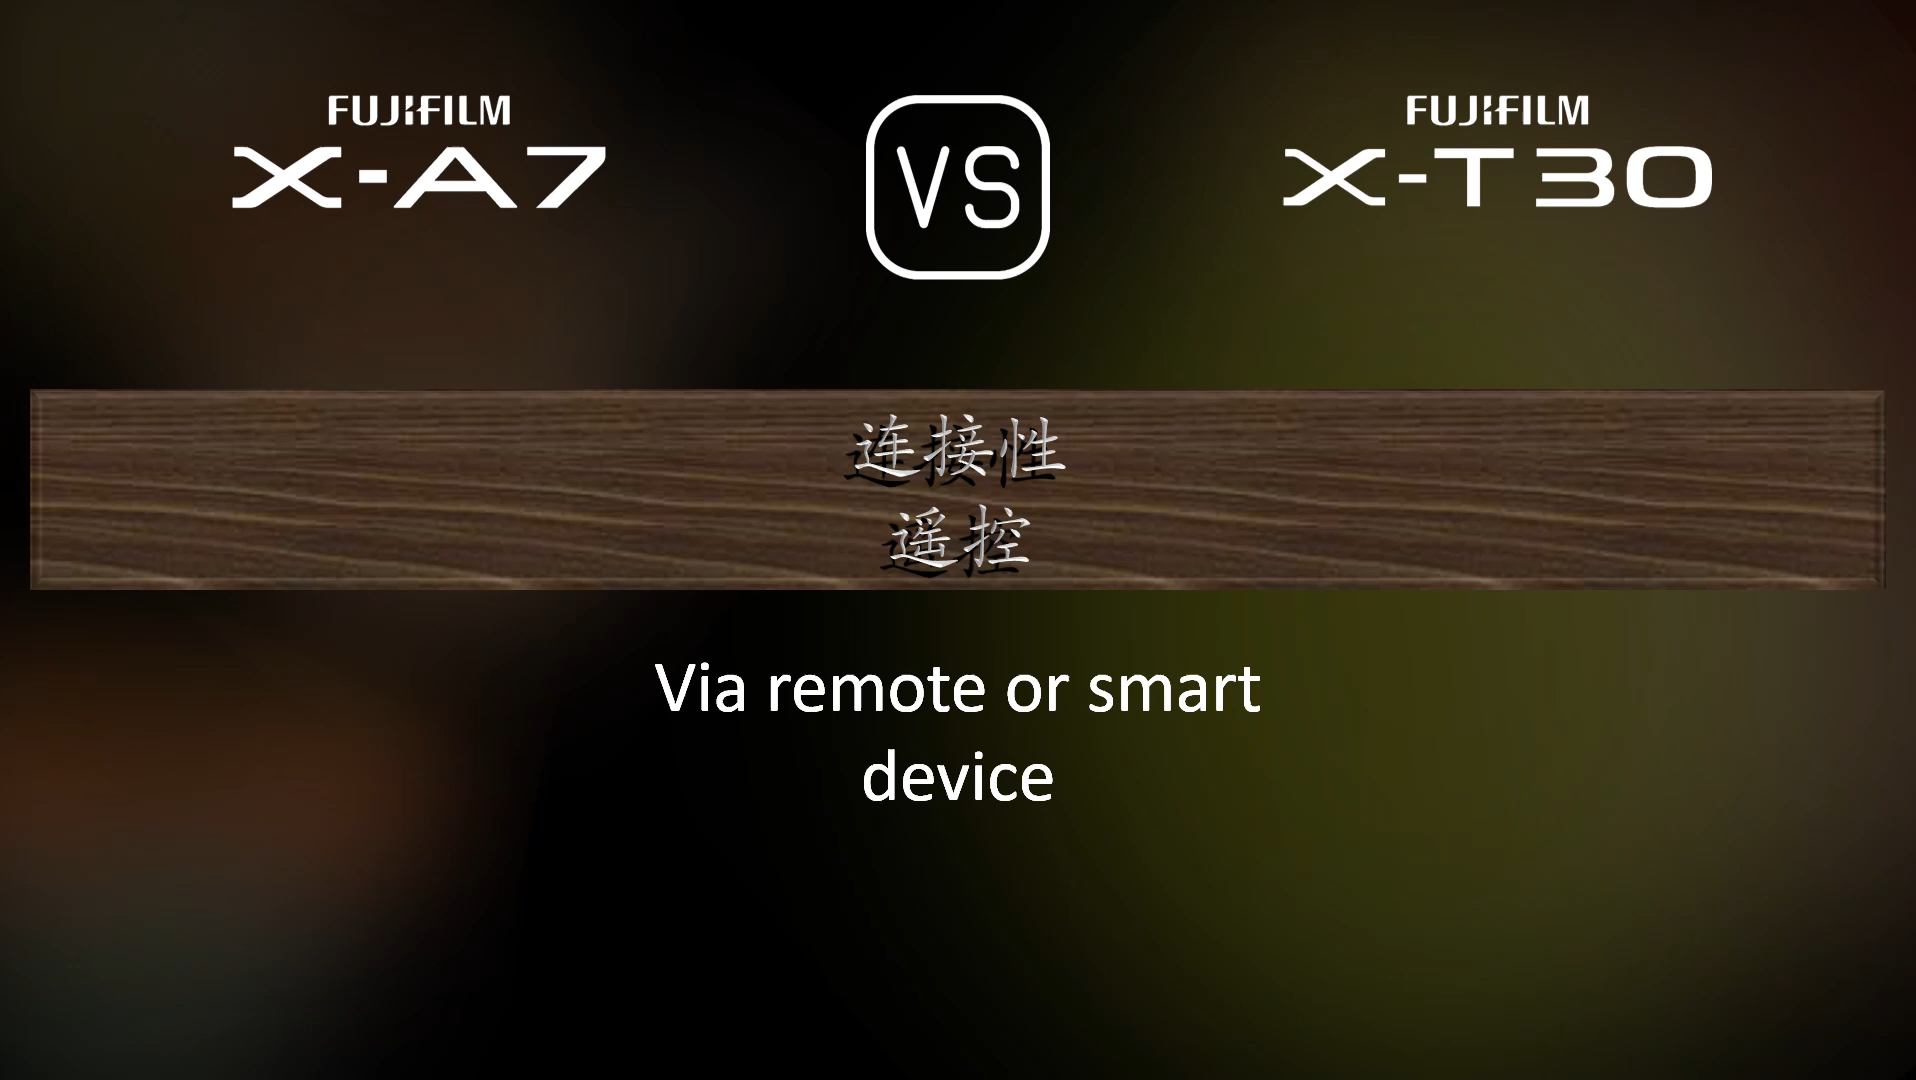 FUJIFILM
X-A7
VS
FUJIFILM
X-T30
连接性
遥控
Via remote or smart
device